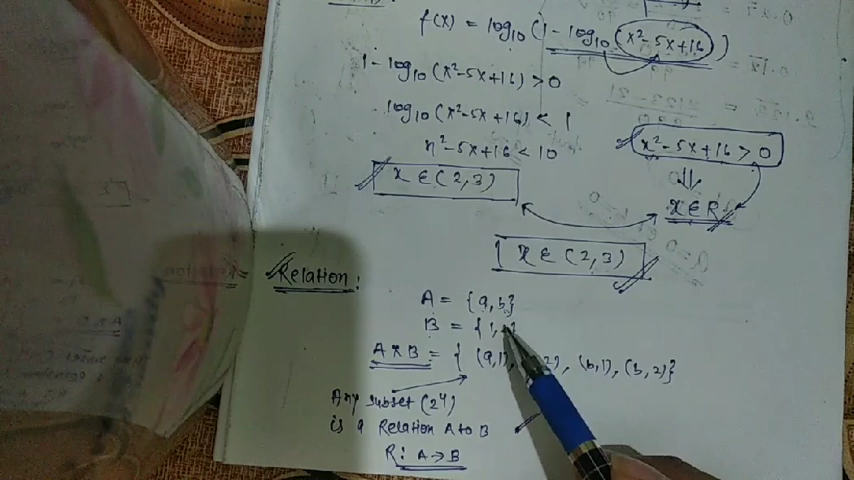 f(x) = log₁₀ (1 - log₁₀ (x²-5x+16))
1 - log₁₀ (x²-5x+16) > 0
log₁₀ (x²-5x+16) < 1
x²-5x+16 > 0
x²-5x+16 < 10
x ∈ (2,3)
x ∈ R
x ∈ (2,3)
Relation:
A = {a, b}
B = {1,
A × B = { (a,1), 2), (b,1), (b,2)}
Any subset (2⁴)
is a Relation A to B
R: A→B